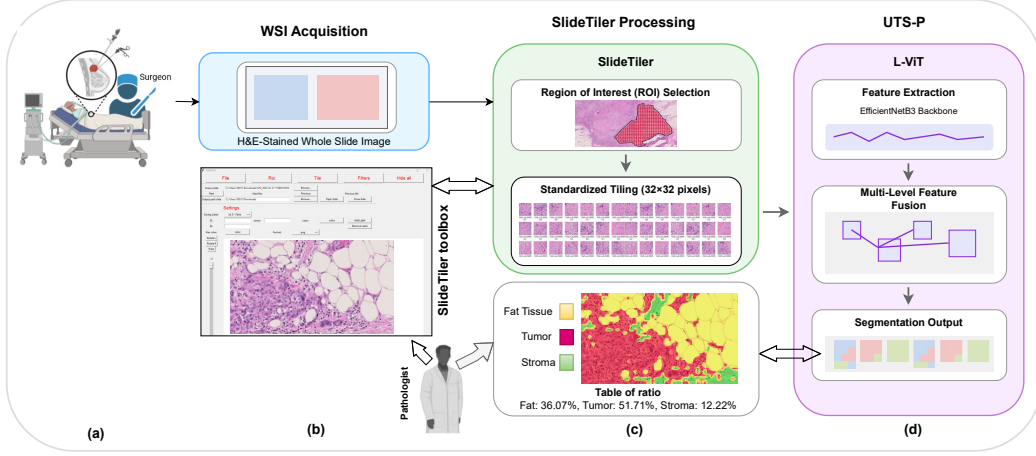 WSI Acquisition
SlideTiler Processing
UTS-P
Surgeon
H&E-Stained Whole Slide Image
SlideTiler
Region of Interest (ROI) Selection
Standardized Tiling (32×32 pixels)
L-ViT
Feature Extraction
EfficientNetB3 Backbone
Multi-Level Feature
Fusion
Segmentation Output
File
Roi
Tile
Filters
Hide all
Settings
SlideTiler toolbox
Pathologist
Fat Tissue
Tumor
Stroma
Table of ratio
Fat: 36.07%, Tumor: 51.71%, Stroma: 12.22%
(a)
(b)
(c)
(d)